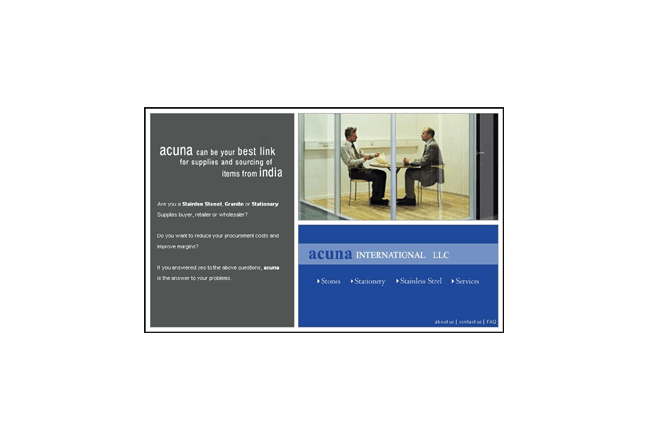 acuna can be your best link
for supplies and sourcing of
items from india
Are you a Stainles Steeel, Granite or Stationery
Supplies buyer, retailer or wholesaler?
Do you want to reduce your procurement costs and
improve margins?
If you answered yes to the above questions, acuna
is the answer to your problems.
acuna INTERNATIONAL LLC
Stones Stationery Stainless Steel Services
about us | contact us | FAQ